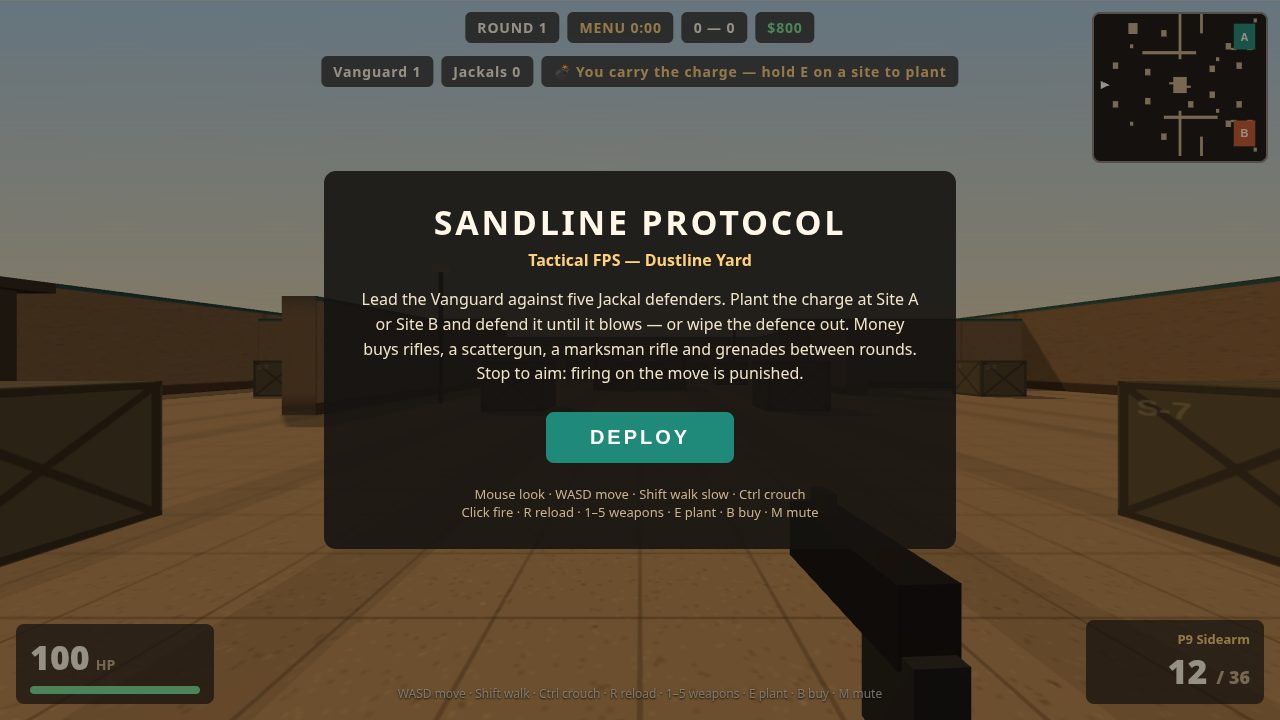 ROUND 1
MENU 0:00
0 — 0
$800
Vanguard 1
Jackals 0
💣 You carry the charge — hold E on a site to plant
A
B
SANDLINE PROTOCOL
Tactical FPS — Dustline Yard
Lead the Vanguard against five Jackal defenders. Plant the charge at Site A
or Site B and defend it until it blows — or wipe the defence out. Money
buys rifles, a scattergun, a marksman rifle and grenades between rounds.
Stop to aim: firing on the move is punished.
S-7
DEPLOY
Mouse look · WASD move · Shift walk slow · Ctrl crouch
Click fire · R reload · 1–5 weapons · E plant · B buy · M mute
100 HP
P9 Sidearm
12 / 36
WASD move · Shift walk · Ctrl crouch · R reload · 1–5 weapons · E plant · B buy · M mute